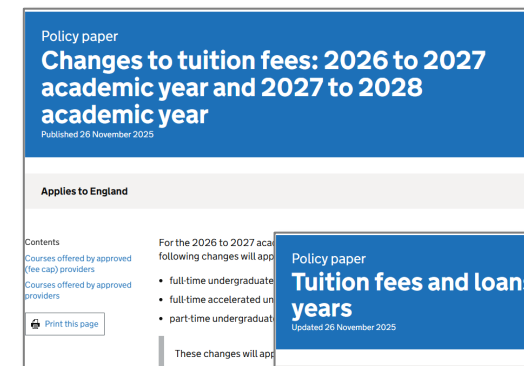 Policy paper
Changes to tuition fees: 2026 to 2027
academic year and 2027 to 2028
academic year
Published 26 November 2025
Applies to England
Contents
Courses offered by approved
(fee cap) providers
Courses offered by approved
providers
Print this page
For the 2026 to 2027
following changes will
full-time undergraduate
full-time accelerated
part-time
These changes will
Policy paper
Tuition fees and loans
years
Updated 26 November 2025